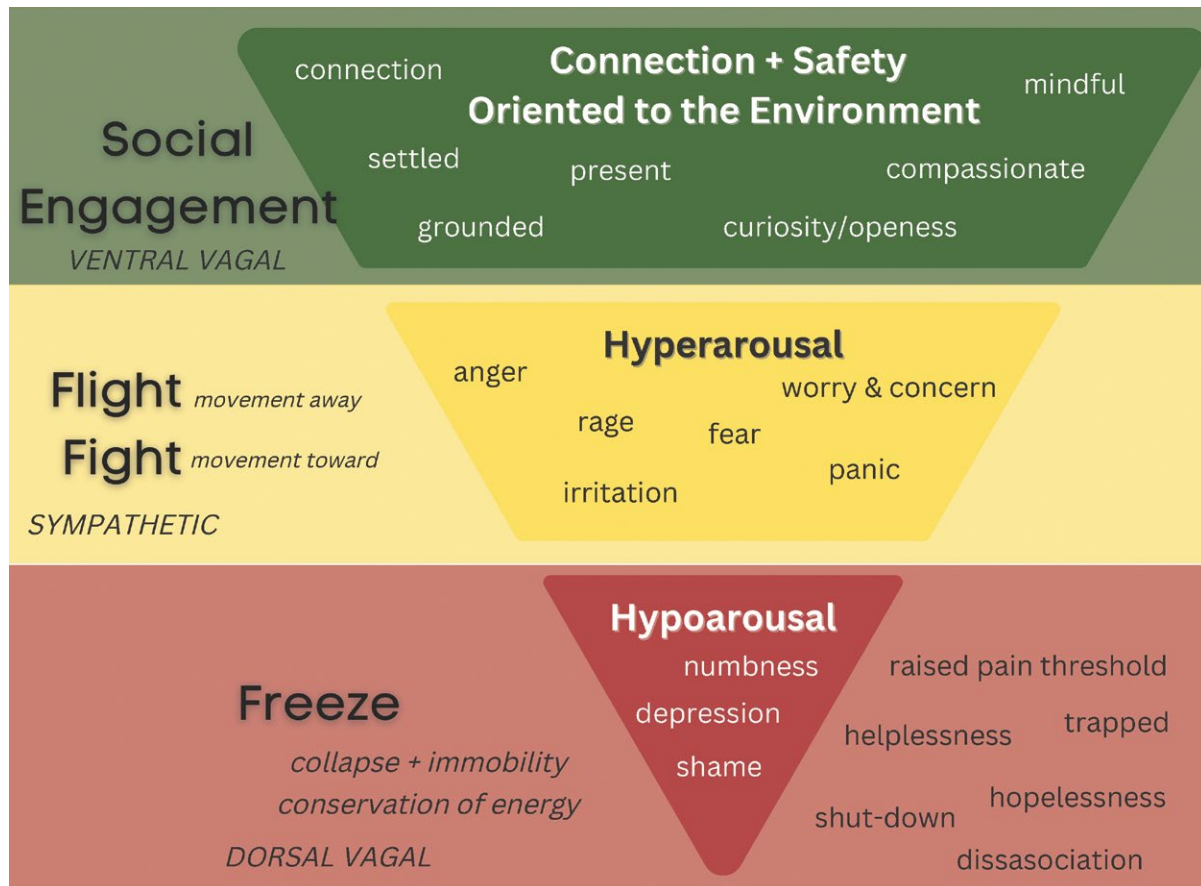 Connection + Safety
Oriented to the Environment
connection
mindful
settled
present
compassionate
grounded
curiosity/openess
Social
Engagement
VENTRAL VAGAL
Hyperarousal
anger
worry & concern
rage
fear
panic
irritation
Flight movement away
Fight movement toward
SYMPATHETIC
Hypoarousal
numbness
depression
shame
raised pain threshold
trapped
helplessness
hopelessness
shut-down
dissasociation
Freeze
collapse + immobility
conservation of energy
DORSAL VAGAL